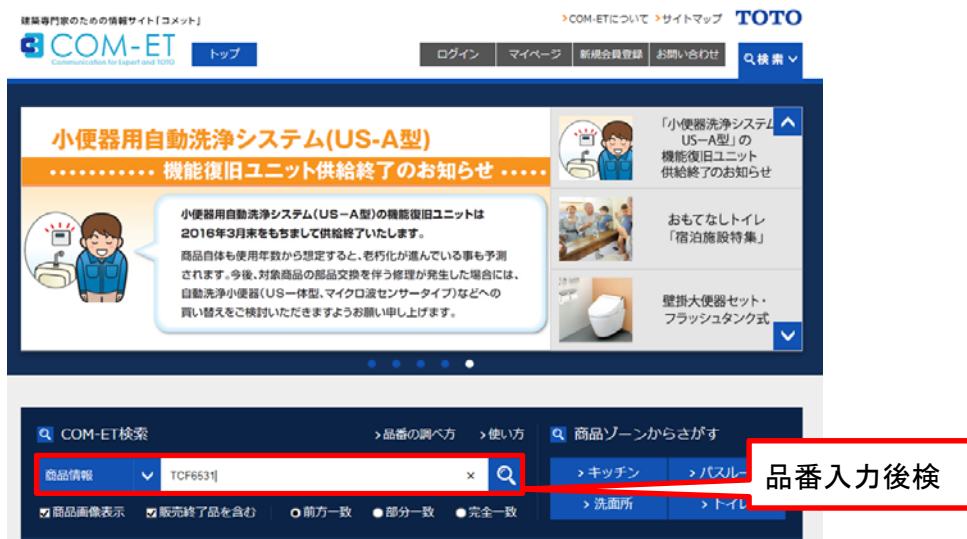 建築専門家のための情報サイト「コメット」
>COM-ETについて >サイトマップ TOTO
COM-ET
Communication for Expert and TOTO
トップ
ログイン マイページ 新規会員登録 お問い合わせ 検索
小便器用自動洗浄システム(US-A型)
機能復旧ユニット供給終了のお知らせ
小便器用自動洗浄システム(US-A型)の機能復旧ユニットは
2016年3月末をもちまして供給終了いたします。
商品自体も使用年数から想定すると、老朽化が進んでいる事も予測
されます。今後、対象商品の部品交換を伴う修理が発生した場合には、
自動洗浄小便器(US一体型、マイクロ波センサータイプ)などへの
買い替えをご検討いただきますようお願い申し上げます。
「小便器洗浄システム
US-A型」の
機能復旧ユニット
供給終了のお知らせ
おもてなしトイレ
「宿泊施設特集」
壁掛大便器セット・
フラッシュタンク式
COM-ET検索 >品番の調べ方 >使い方
商品情報 TCF6531 ×
商品画像表示 販売終了品を含む 前方一致 部分一致 完全一致
商品ゾーンからさがす
>キッチン >バスルー
>洗面所 >トイレ
品番入力後検